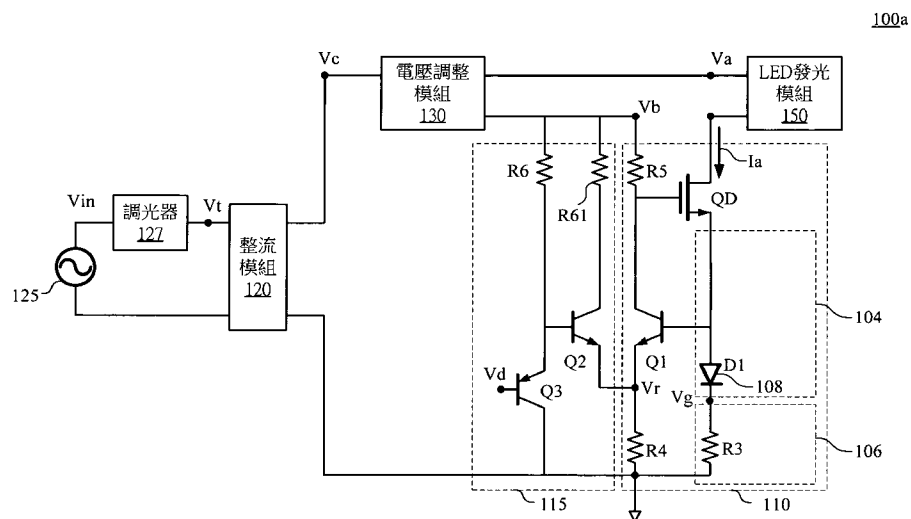 100a
Vc
電壓調整
模組
130
Va
LED發光
模組
150
Vb
Ia
R6
R61
R5
QD
Vin
調光器
127
Vt
整流
模組
120
125
104
Q2
Q1
D1
108
Vd
Q3
Vr
Vg
R4
R3
106
115
110